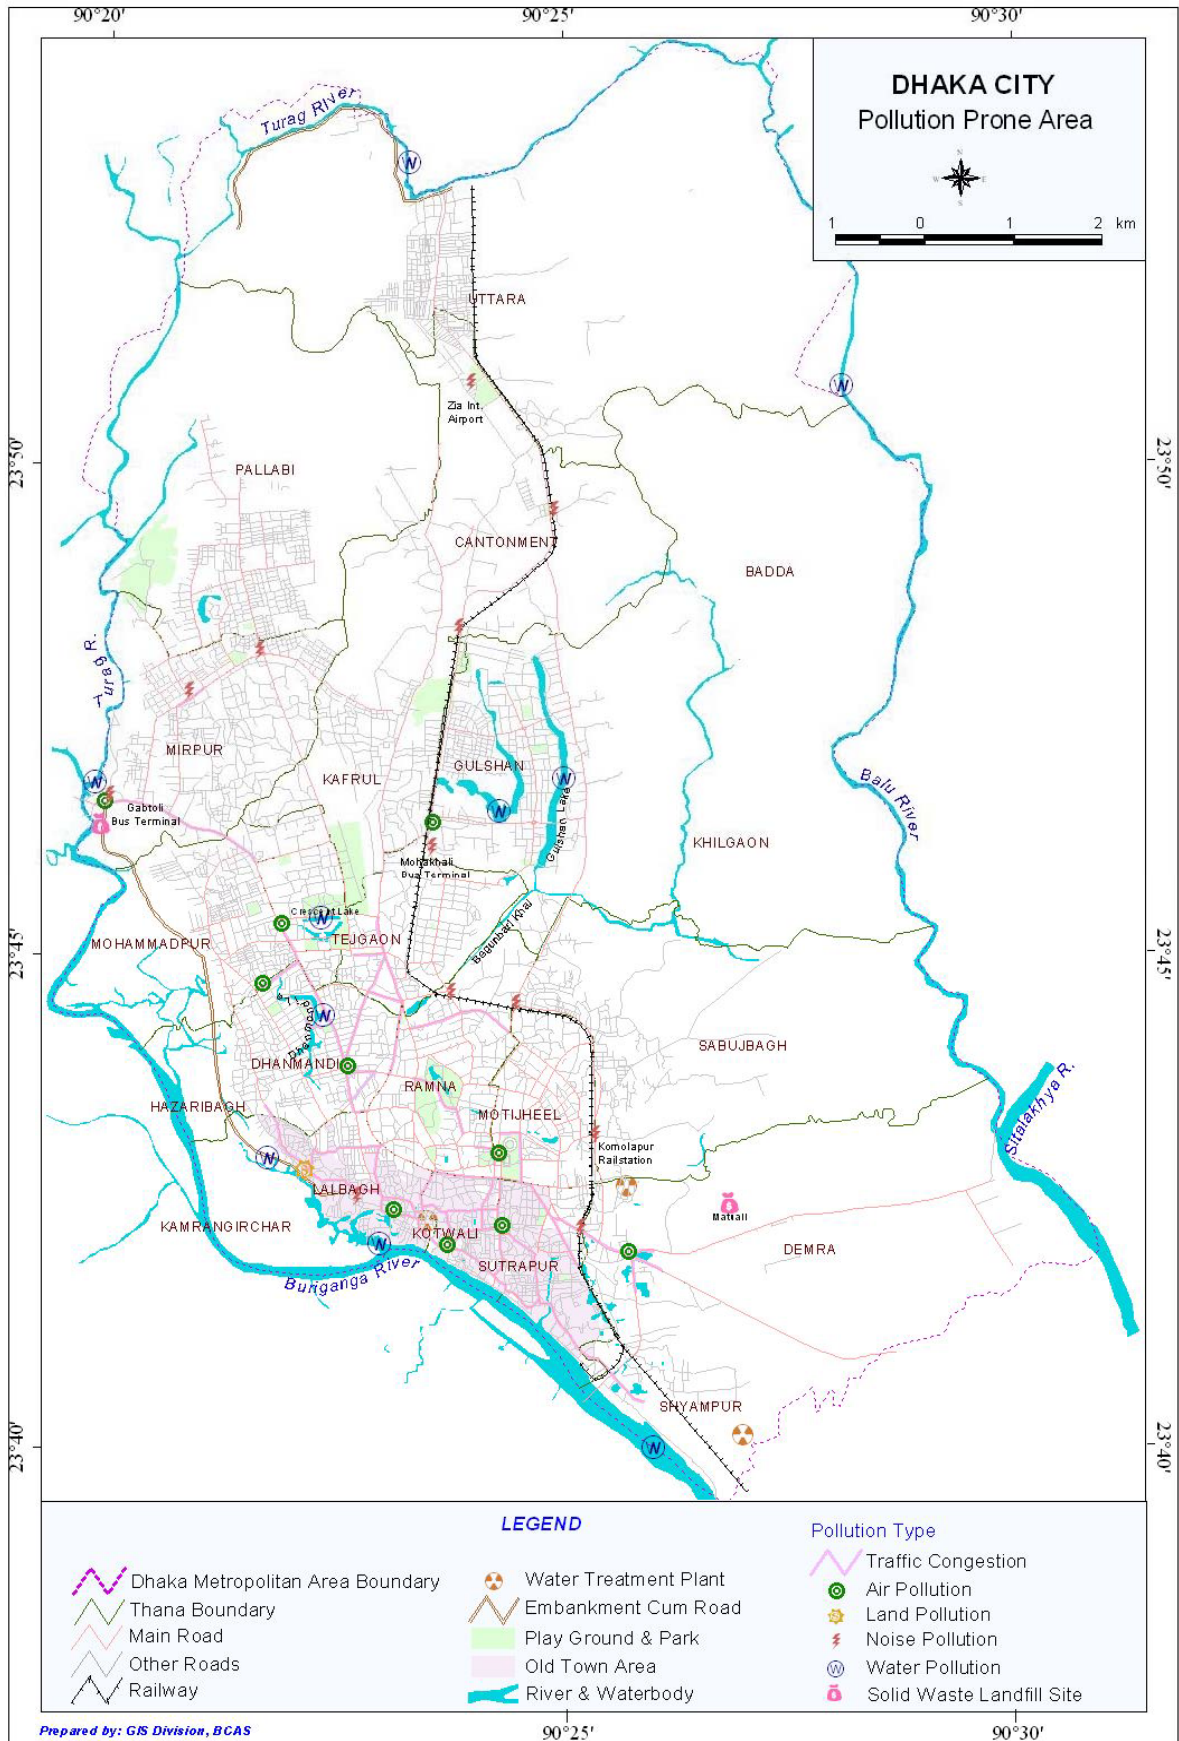 90°20' 90°25' 90°30'
DHAKA CITY
Pollution Prone Area
N
W E
S
1 0 1 2 km
Turag River
UTTARA
Zia Int.
Airport
23°50' 23°50'
PALLABI
CANTONMENT
BADDA
Turag R.
MIRPUR
KAFRUL
GULSHAN
Gulshan Lake
Balu River
Gabtoli
Bus Terminal
KHILGAON
Mohakhali
Bus Terminal
Crescent Lake
Begunbari Khal
MOHAMMADPUR
TEJGAON
23°45' 23°45'
SABUJBAGH
DHANMANDI
RAMNA
HAZARIBAGH
MOTIJHEEL
Sitalakhya R.
Komolapur
Railstation
LALBAGH
Matuail
KAMRANGIRCHAR
KOTWALI
DEMRA
SUTRAPUR
Buriganga River
SHYAMPUR
23°40' 23°40'
LEGEND
Dhaka Metropolitan Area Boundary
Thana Boundary
Main Road
Other Roads
Railway
Water Treatment Plant
Embankment Cum Road
Play Ground & Park
Old Town Area
River & Waterbody
Pollution Type
Traffic Congestion
Air Pollution
Land Pollution
Noise Pollution
Water Pollution
Solid Waste Landfill Site
Prepared by: GIS Division, BCAS
90°25' 90°30'